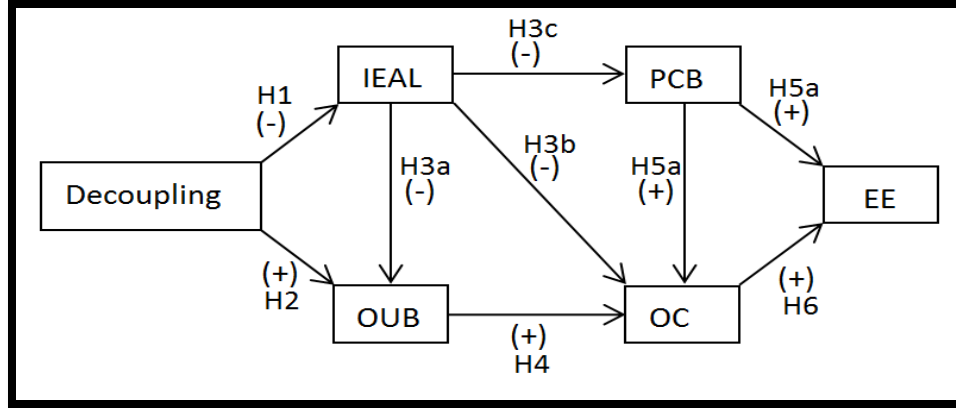 H3c
(-)
IEAL
PCB
H1
(-)
H5a
(+)
H3a
(-)
H3b
(-)
H5a
(+)
Decoupling
EE
(+)
H2
OUB
(+)
H4
OC
(+)
H6